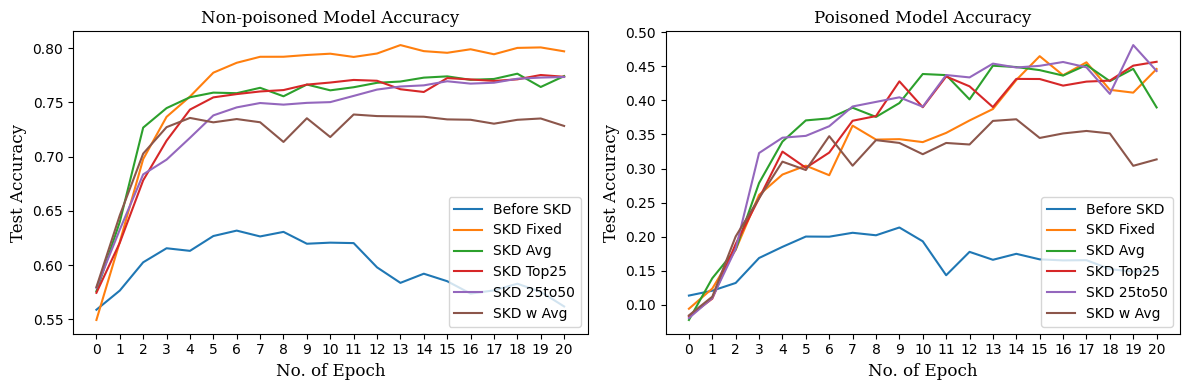 Non-poisoned Model Accuracy
Test Accuracy
0.80
0.75
0.70
0.65
0.60
0.55
Before SKD
SKD Fixed
SKD Avg
SKD Top25
SKD 25to50
SKD w Avg
0 1 2 3 4 5 6 7 8 9 10 11 12 13 14 15 16 17 18 19 20
No. of Epoch
Poisoned Model Accuracy
Test Accuracy
0.50
0.45
0.40
0.35
0.30
0.25
0.20
0.15
0.10
Before SKD
SKD Fixed
SKD Avg
SKD Top25
SKD 25to50
SKD w Avg
0 1 2 3 4 5 6 7 8 9 10 11 12 13 14 15 16 17 18 19 20
No. of Epoch